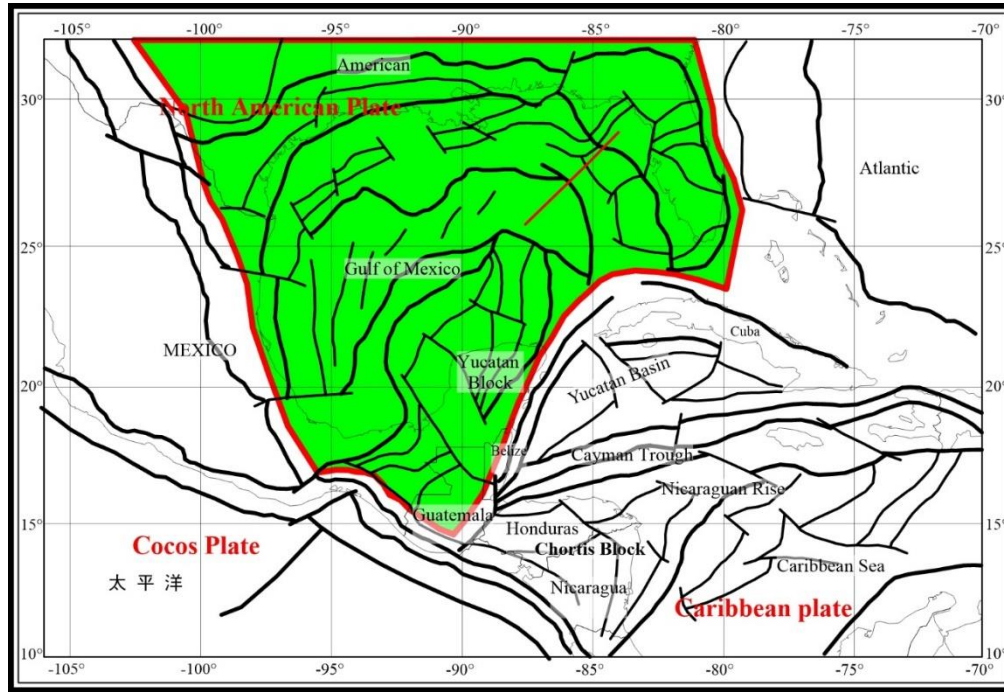 -105° -100° -95° -90° -85° -80° -75° -70°
American
30° 30°
North American Plate
Atlantic
25° 25°
Gulf of Mexico
Cuba
MEXICO
Yucatan
Block
Yucatan Basin
20° 20°
Belize
Cayman Trough
Nicaraguan Rise
Guatemala
15° 15°
Honduras
Cocos Plate
Chortis Block
Caribbean Sea
太平洋
Nicaragua
Caribbean plate
10° 10°
-105° -100° -95° -90° -85° -80° -75° -70°